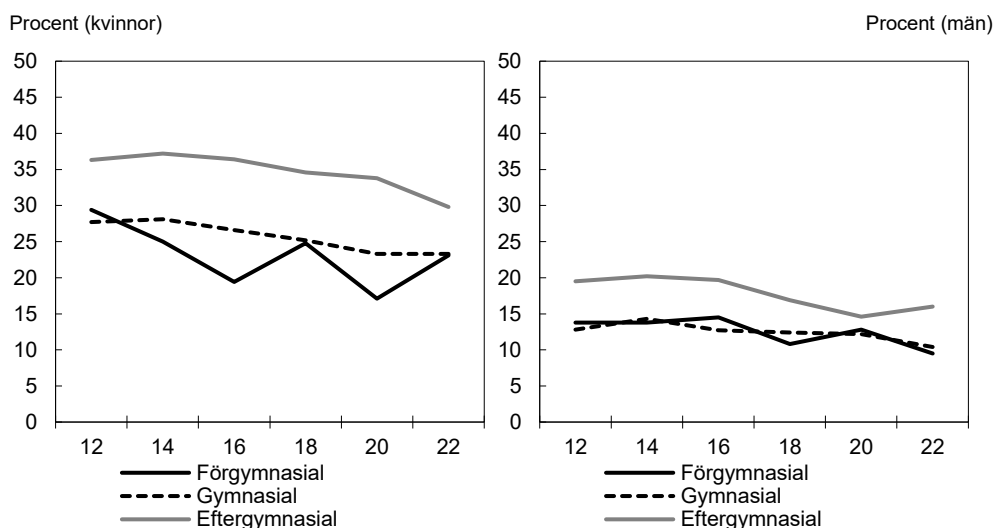 Procent (kvinnor)
Procent (män)
50
45
40
35
30
25
20
15
10
5
0
12 14 16 18 20 22
Förgymnasial
Gymnasial
Eftergymnasial
50
45
40
35
30
25
20
15
10
5
0
12 14 16 18 20 22
Förgymnasial
Gymnasial
Eftergymnasial